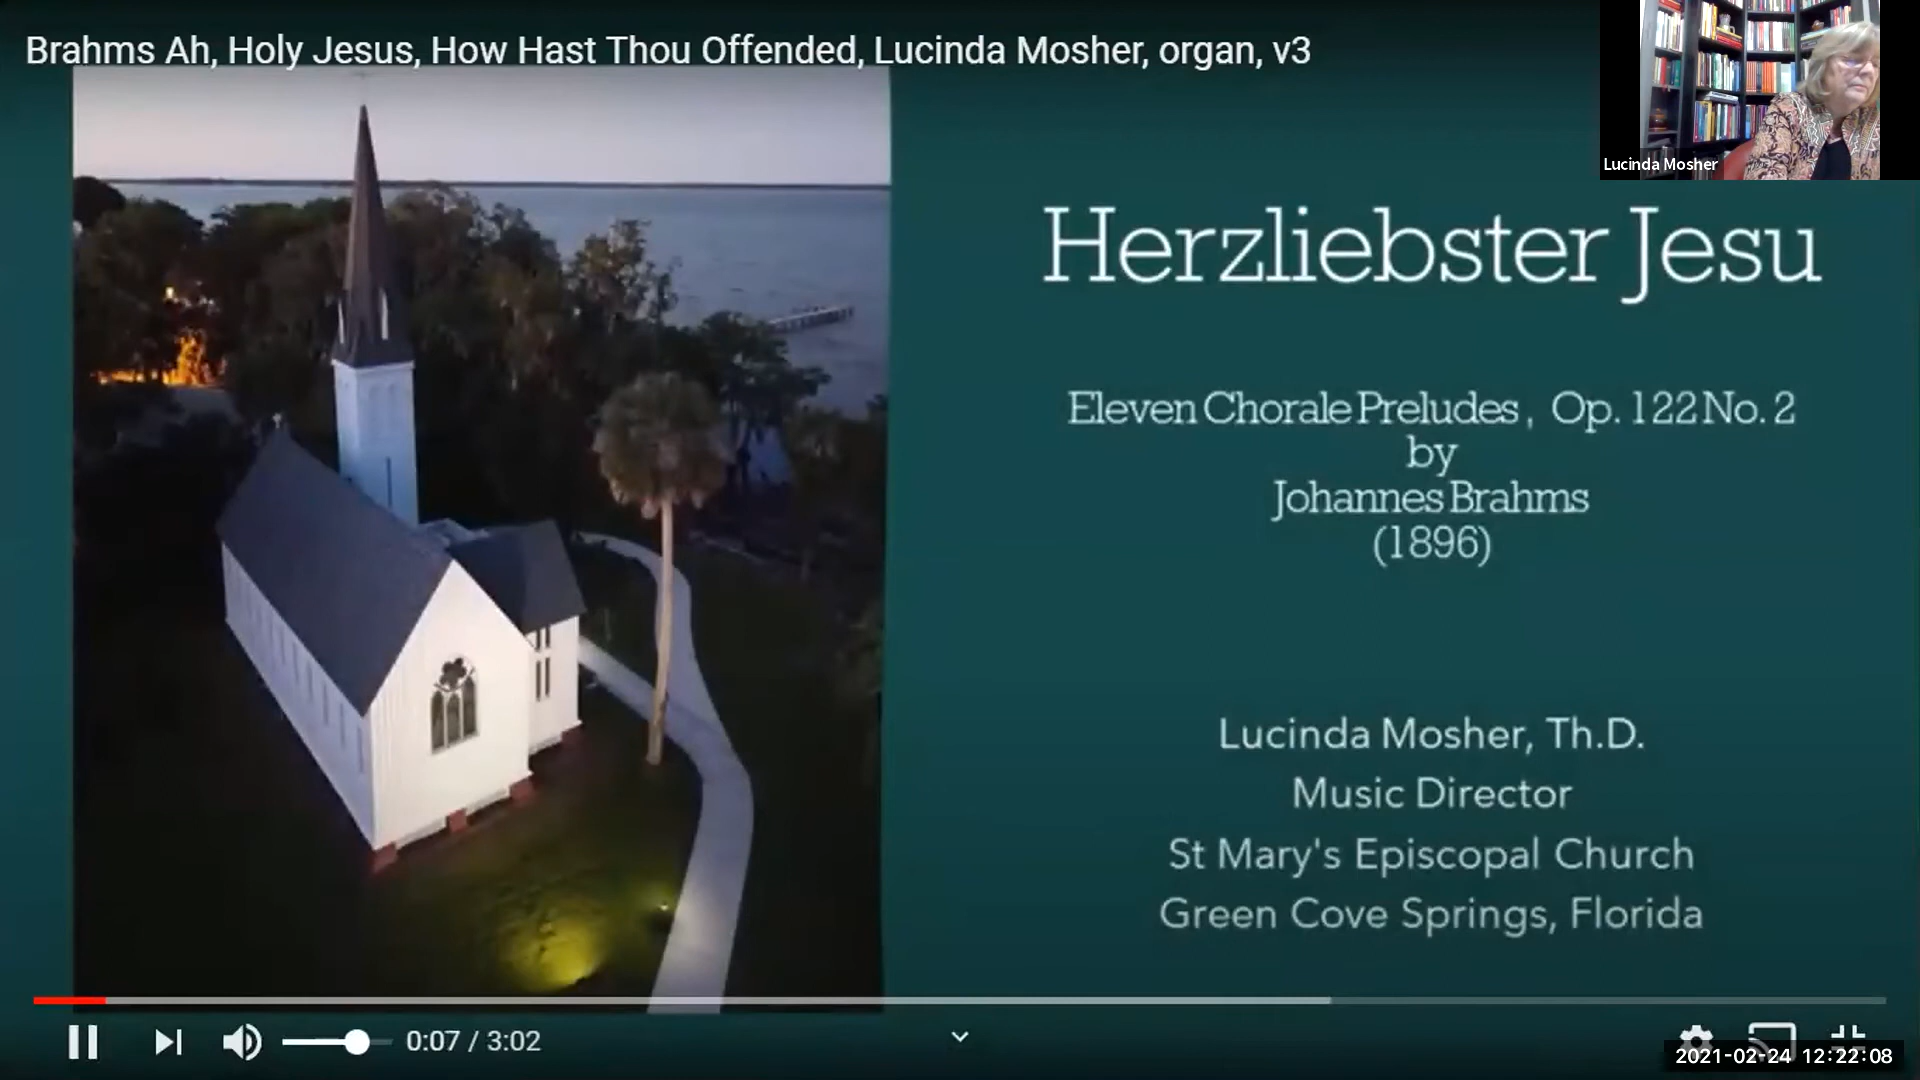 Brahms Ah, Holy Jesus, How Hast Thou Offended, Lucinda Mosher, organ, v3
Lucinda Mosher
Herzliebster Jesu
Eleven Chorale Preludes , Op. 122 No. 2
by
Johannes Brahms
(1896)
Lucinda Mosher, Th.D.
Music Director
St Mary's Episcopal Church
Green Cove Springs, Florida
0:07 / 3:02
2021-02-24 12:22:08